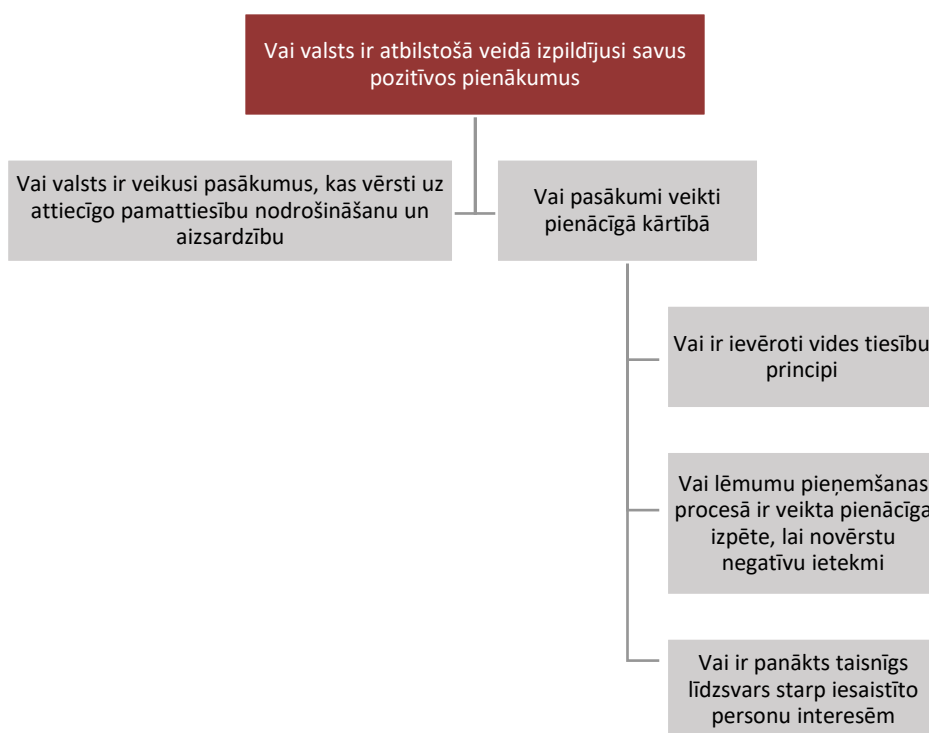 Vai valsts ir atbilstošā veidā izpildījusi savus
pozitīvos pienākumus
Vai valsts ir veikusi pasākumus, kas vērsti uz
attiecīgo pamattiesību nodrošināšanu un
aizsardzību
Vai pasākumi veikti
pienācīgā kārtībā
Vai ir ievēroti vides tiesību
principi
Vai lēmumu pieņemšanas
procesā ir veikta pienācīga
izpēte, lai novērstu
negatīvu ietekmi
Vai ir panākts taisnīgs
līdzsvars starp iesaistīto
personu interesēm